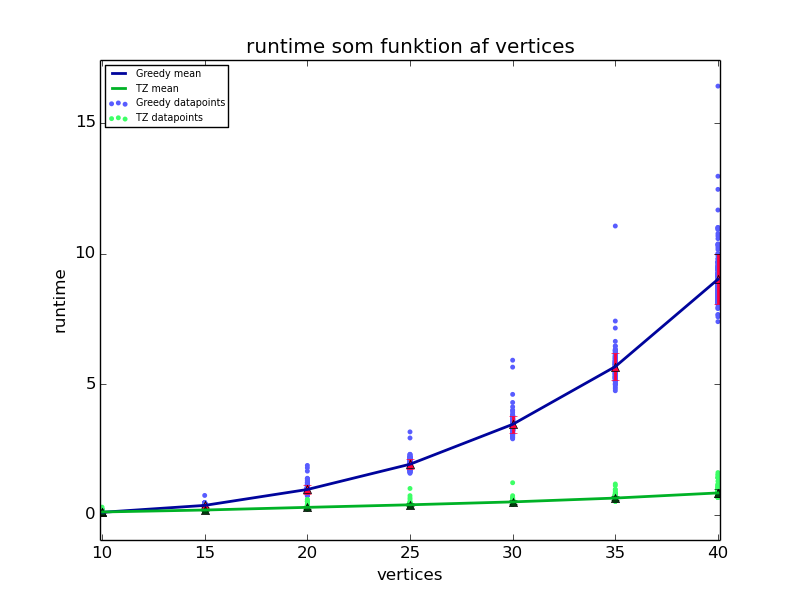 runtime som funktion af vertices
Greedy mean
TZ mean
Greedy datapoints
TZ datapoints
15
10
5
0
runtime
10 15 20 25 30 35 40
vertices